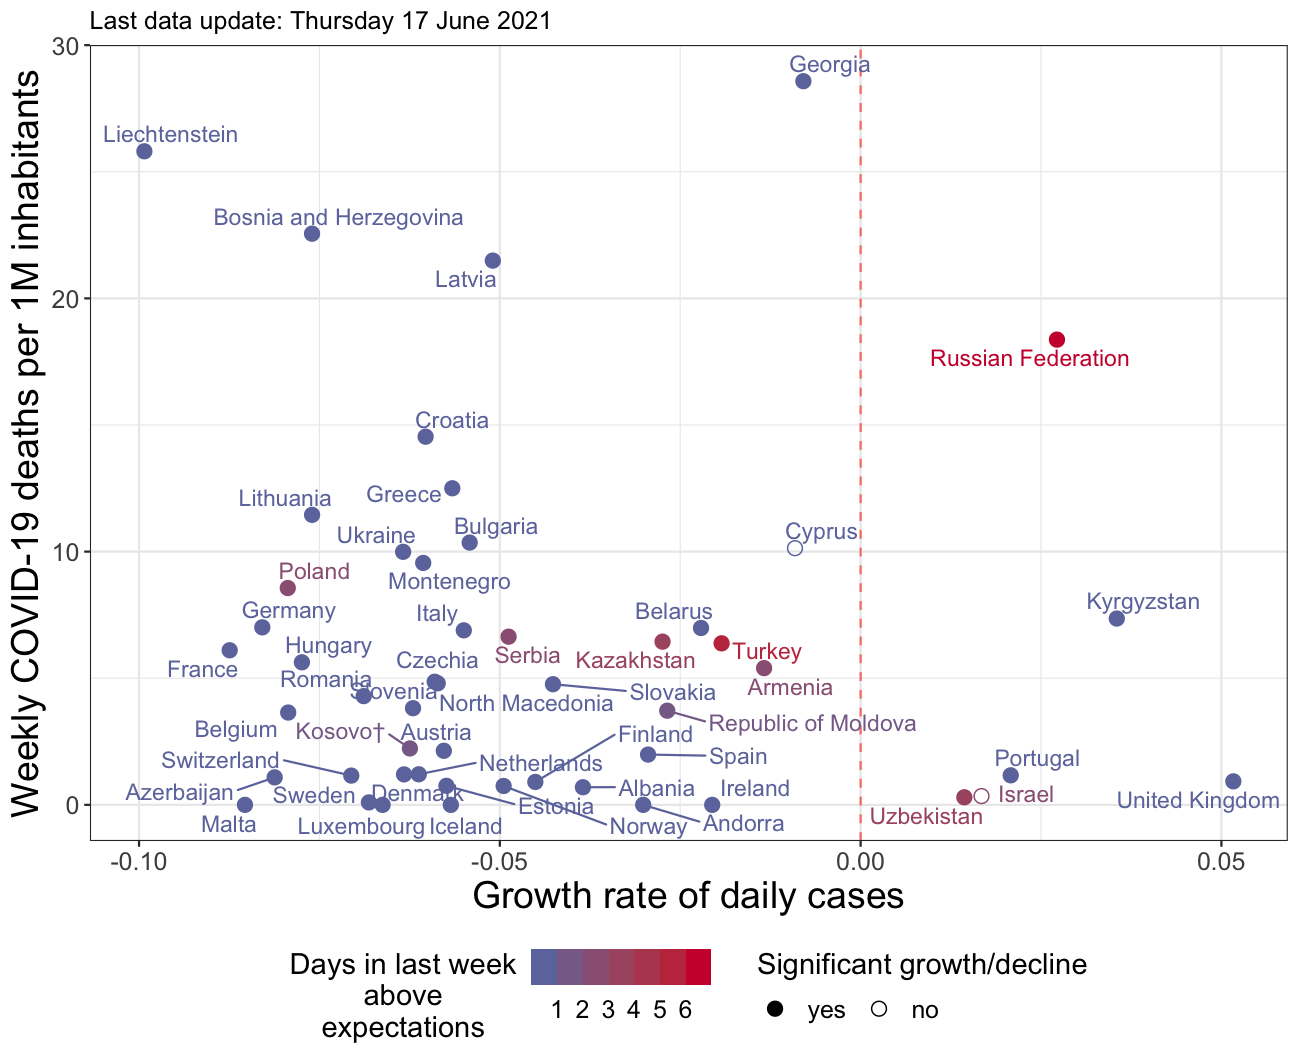 Last data update: Thursday 17 June 2021
30
20
10
0
Weekly COVID-19 deaths per 1M inhabitants
Georgia
Liechtenstein
Bosnia and Herzegovina
Latvia
Russian Federation
Croatia
Greece
Lithuania
Bulgaria
Ukraine
Cyprus
Montenegro
Poland
Kyrgyzstan
Germany
Italy
Belarus
Hungary
Turkey
Serbia
Kazakhstan
Czechia
France
Romania
Armenia
Slovenia
Slovakia
North Macedonia
Republic of Moldova
Belgium
Kosovo†
Austria
Finland
Switzerland
Netherlands
Spain
Portugal
Azerbaijan
Sweden
Denmark
Albania
Ireland
Israel
United Kingdom
Estonia
Uzbekistan
Malta
Luxembourg
Iceland
Norway
Andorra
-0.10
-0.05
0.00
0.05
Growth rate of daily cases
Days in last week
above
expectations
1 2 3 4 5 6
Significant growth/decline
yes
no